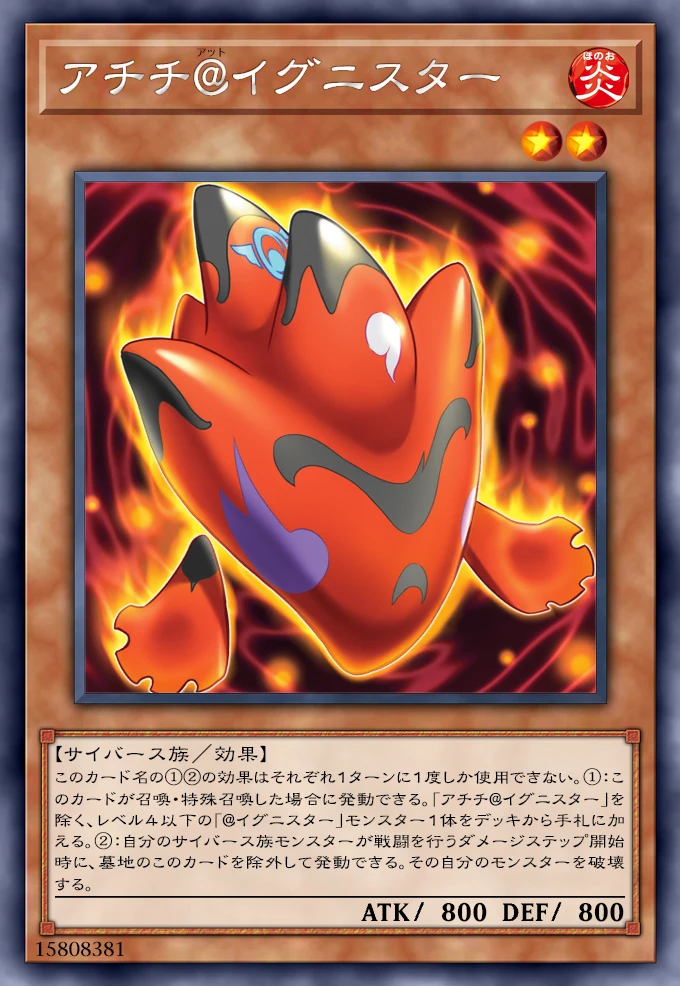 アット
アチチ@イグニスター
ほのお
炎
【サイバース族／効果】
このカード名の①②の効果はそれぞれ1ターンに1度しか使用できない。①：こ
のカードが召喚・特殊召喚した場合に発動できる。「アチチ@イグニスター」を
除く、レベル4以下の「@イグニスター」モンスター1体をデッキから手札に加
える。②：自分のサイバース族モンスターが戦闘を行うダメージステップ開始
時に、墓地のこのカードを除外して発動できる。その自分のモンスターを破壊
する。
ATK/ 800 DEF/ 800
15808381